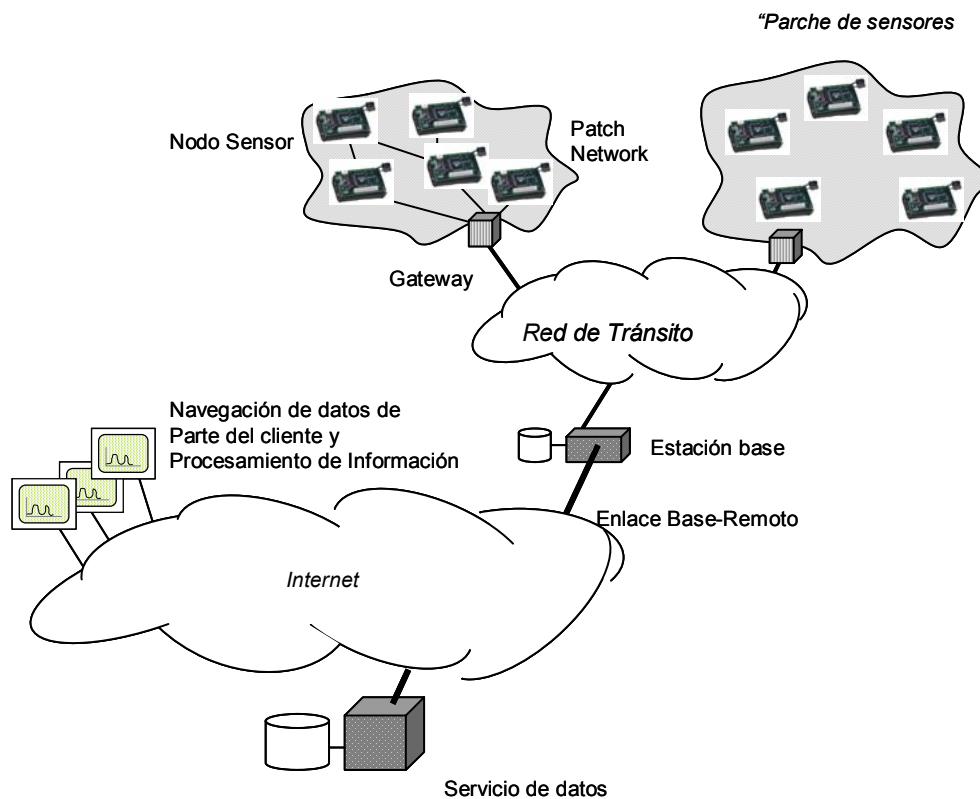 “Parche de sensores
Nodo Sensor
Patch
Network
Gateway
Red de Tránsito
Navegación de datos de
Parte del cliente y
Procesamiento de Información
Estación base
Enlace Base-Remoto
Internet
Servicio de datos